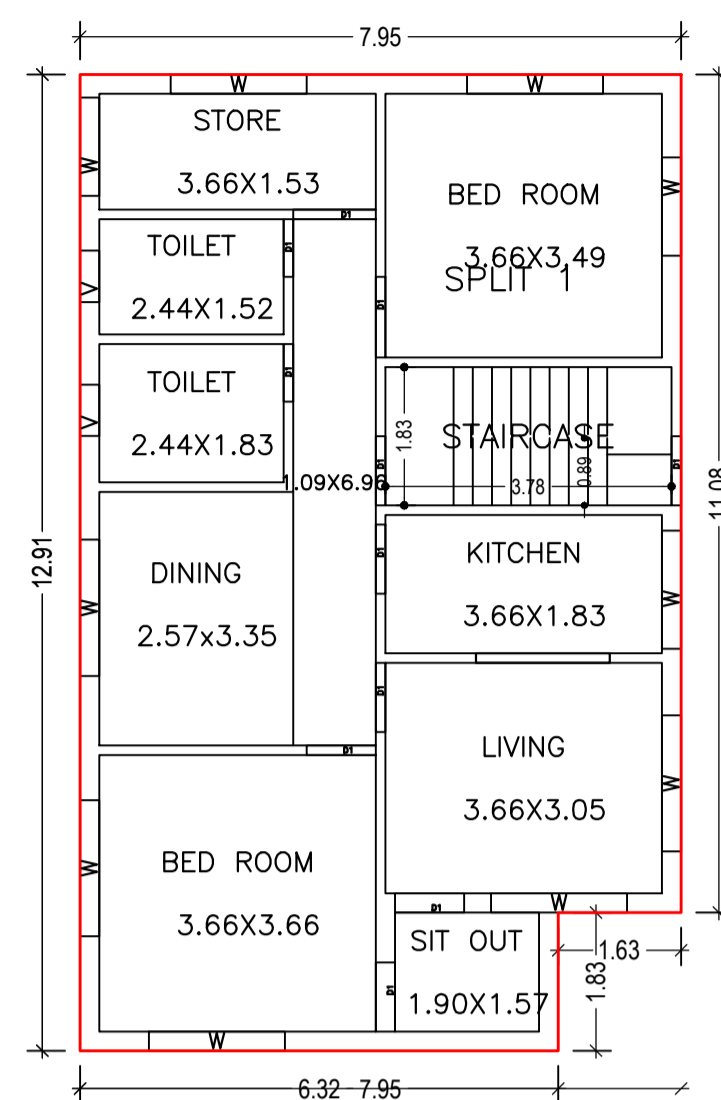 7.95
W
W
STORE
3.66X1.53
W
BED ROOM
W
3.66X3.49
SPLIT 1
D1
TOILET
2.44X1.52
V
D1
D1
TOILET
2.44X1.83
V
D1
STAIRCASE
1.83
3.78
0.89
D1
D1
1.09X6.96
12.91
11.08
DINING
2.57x3.35
W
KITCHEN
3.66X1.83
W
D1
D1
LIVING
3.66X3.05
W
D1
BED ROOM
3.66X3.66
W
D1
W
SIT OUT
1.90X1.57
D1
1.63
1.83
W
6.32
7.95